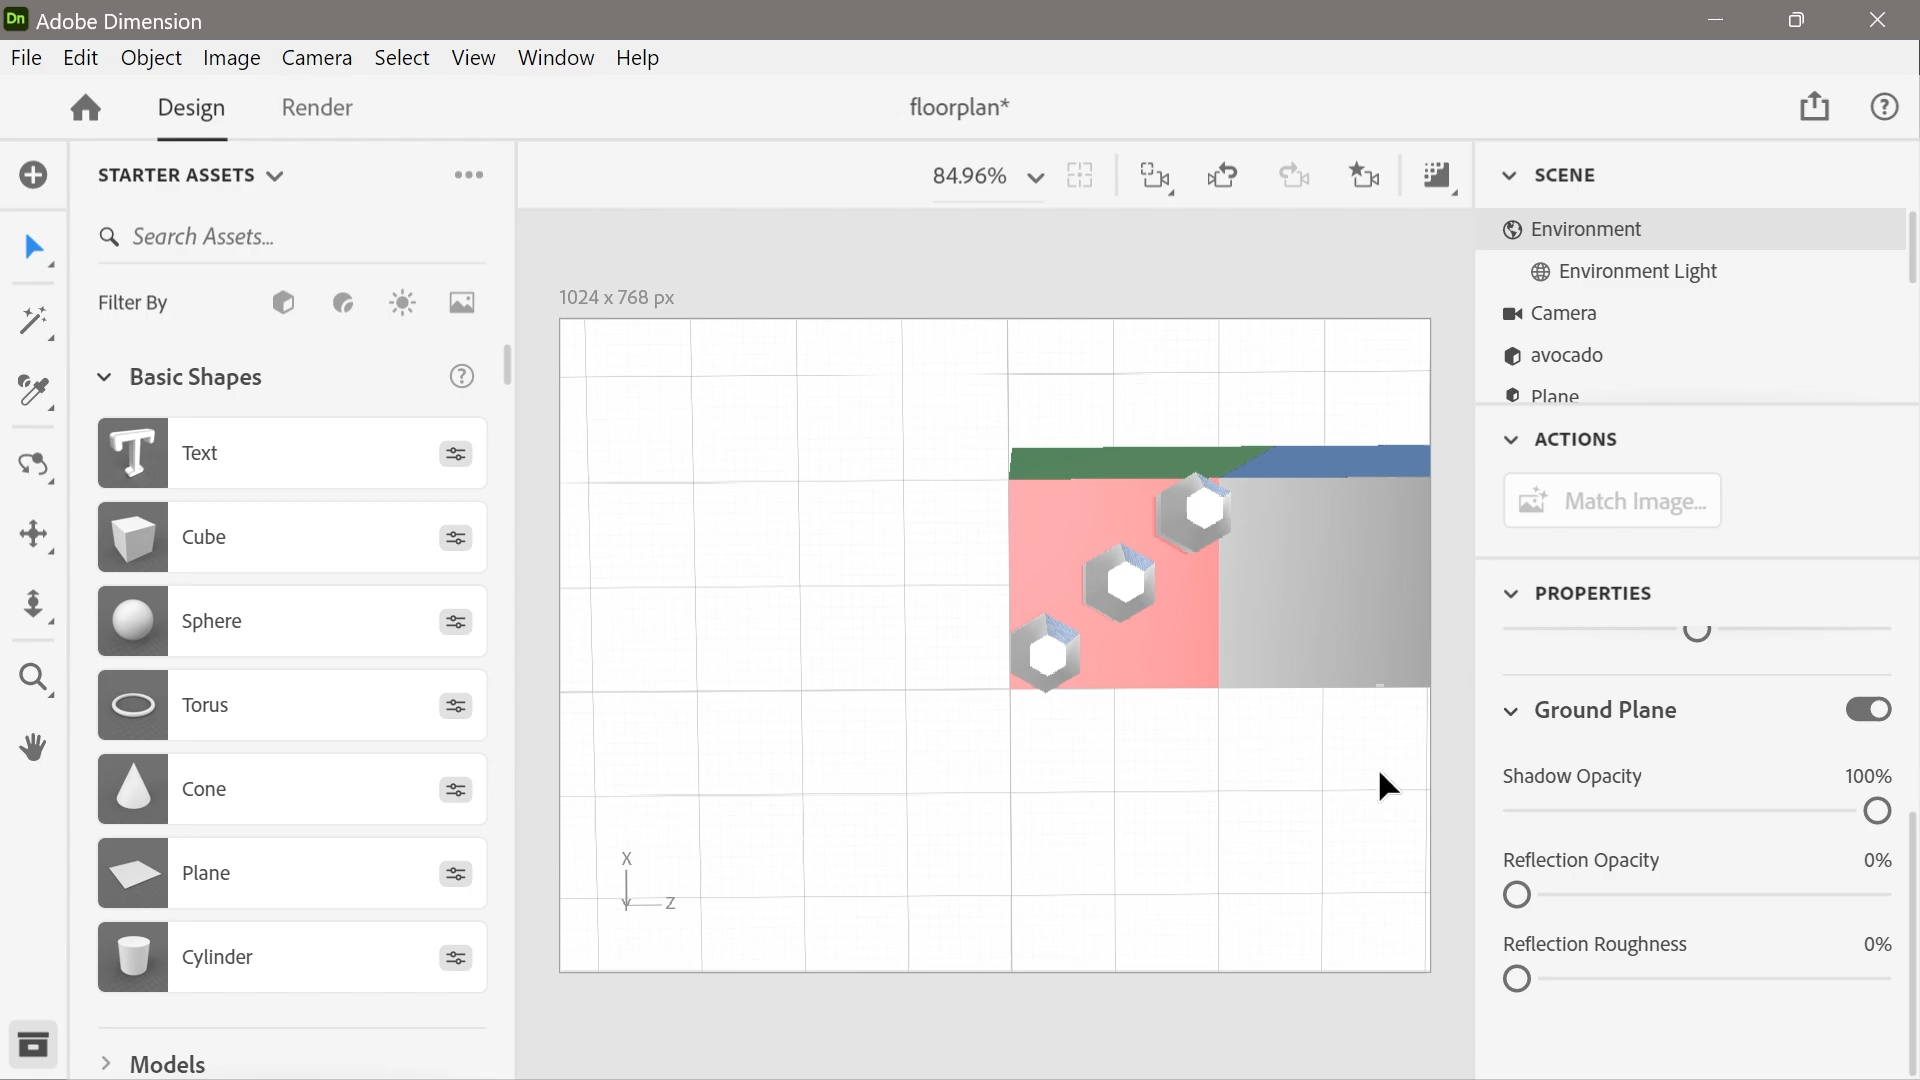 Dn Adobe Dimension
File Edit Object Image Camera Select View Window Help
Design Render floorplan*
STARTER ASSETS
Search Assets...
Filter By
Basic Shapes
Text
Cube
Sphere
Torus
Cone
Plane
Cylinder
Models
84.96%
1024 x 768 px
X
Y
Z
SCENE
Environment
Environment Light
Camera
avocado
Plane
ACTIONS
Match Image...
PROPERTIES
Ground Plane
Shadow Opacity 100%
Reflection Opacity 0%
Reflection Roughness 0%